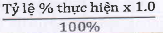 Tỷ lệ % thực hiện x 1.0
100%